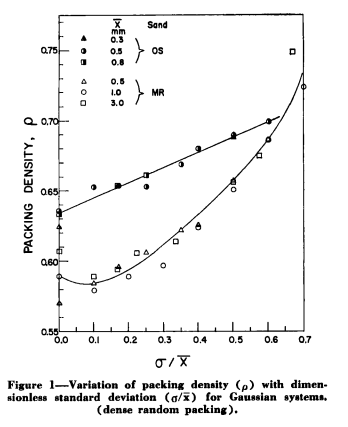 X̄ Sand
mm
0.3
0.5 OS
0.8
0.5
1.0 MR
3.0
0.75
0.70
0.65
0.60
0.55
PACKING DENSITY, ρ
0.0 0.1 0.2 0.3 0.4 0.5 0.6 0.7
σ/X̄
Figure 1—Variation of packing density (ρ) with dimen-
sionless standard deviation (σ/x̄) for Gaussian systems.
(dense random packing).